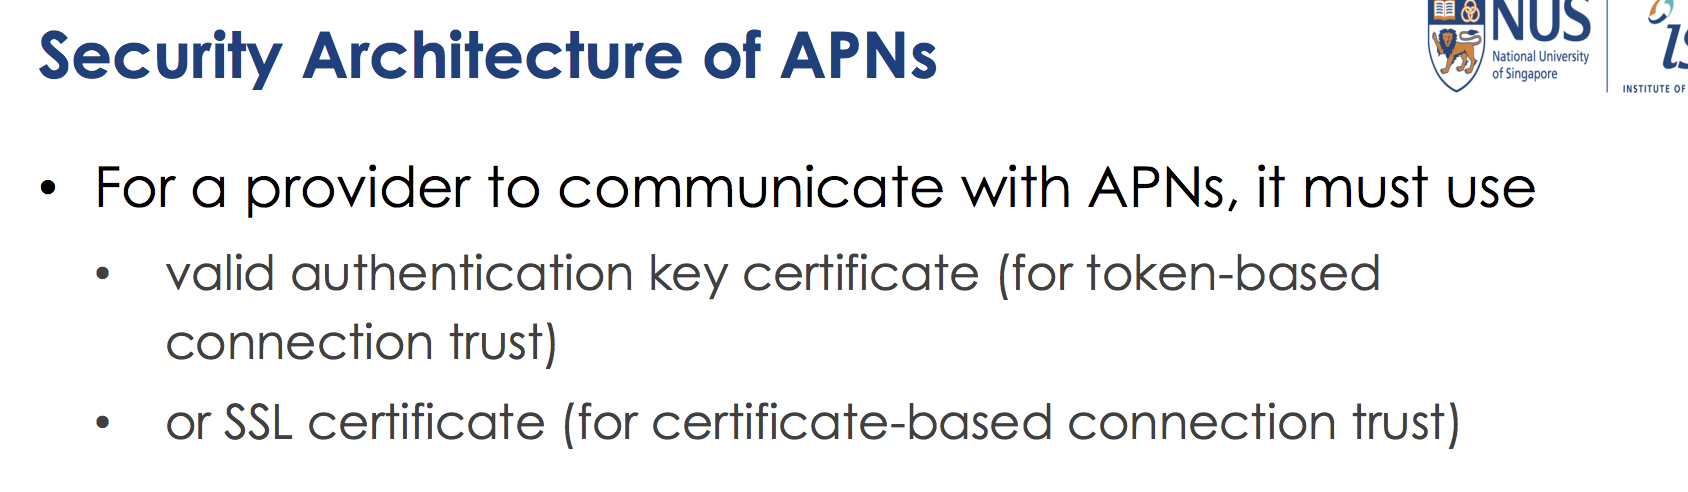 Security Architecture of APNs
NUS
National University
of Singapore
INSTITUTE OF
• For a provider to communicate with APNs, it must use
• valid authentication key certificate (for token-based
connection trust)
• or SSL certificate (for certificate-based connection trust)